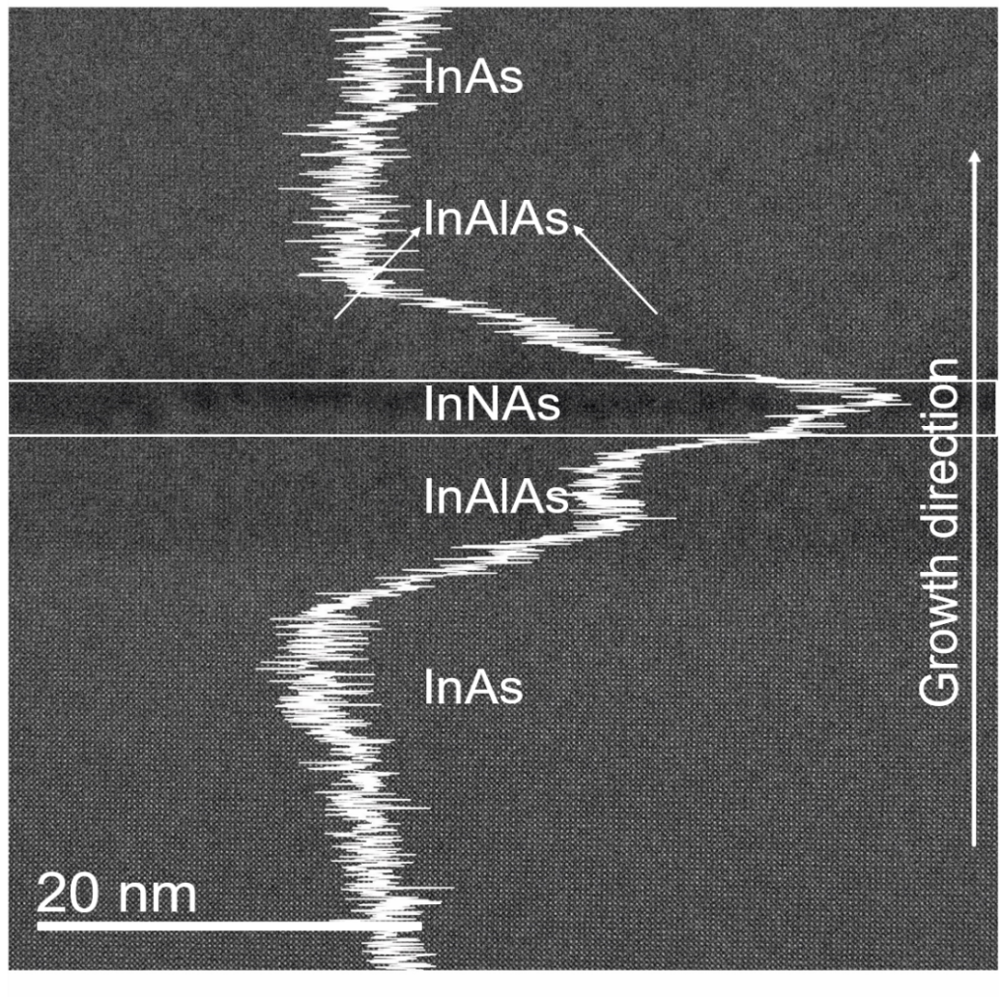 InAs
InAlAs
InNAs
InAlAs
Growth direction
InAs
20 nm